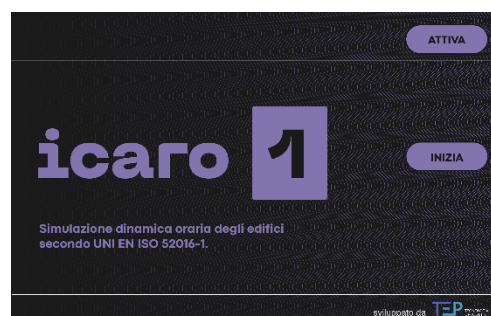 ATTIVA
icaro 1
INIZIA
Simulazione dinamica oraria degli edifici
secondo UNI EN ISO 52016-1.
sviluppato da TEP